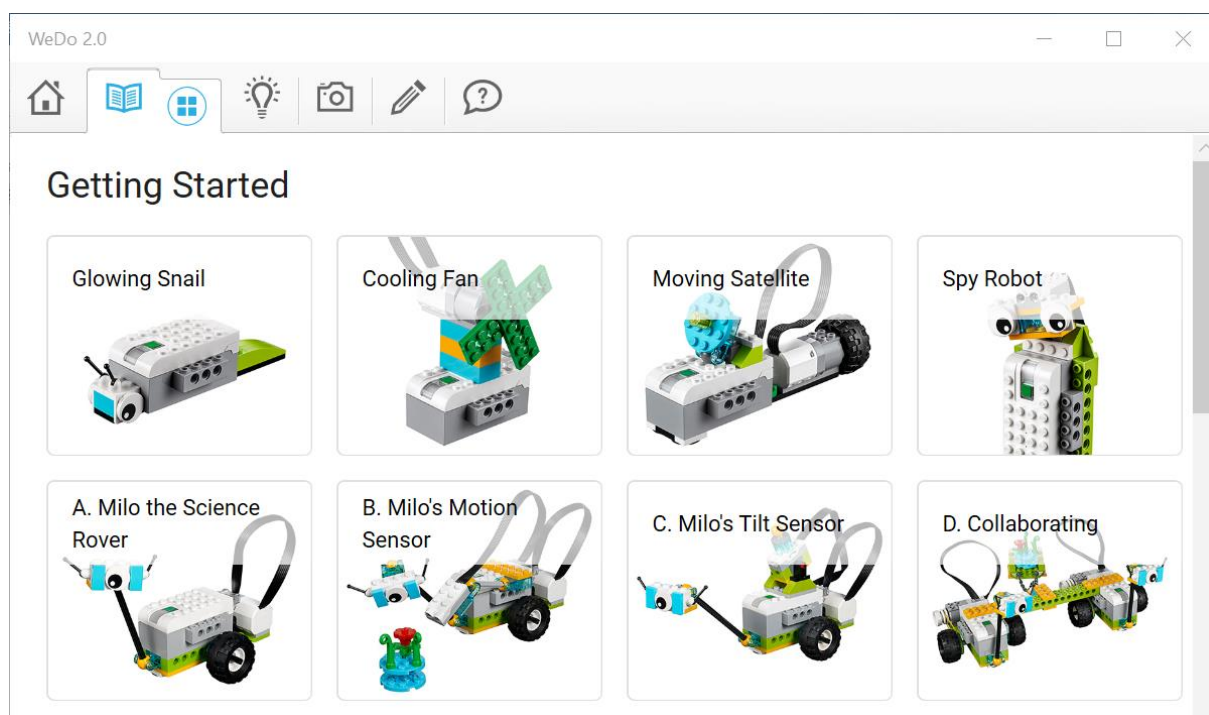 WeDo 2.0
Getting Started
Glowing Snail
Cooling Fan
Moving Satellite
Spy Robot
A. Milo the Science
Rover
B. Milo's Motion
Sensor
C. Milo's Tilt Sensor
D. Collaborating